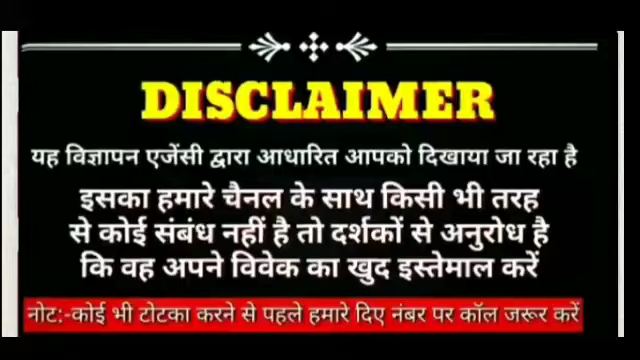 DISCLAIMER
यह विज्ञापन एजेंसी द्वारा आधारित आपको दिखाया जा रहा है
इसका हमारे चैनल के साथ किसी भी तरह
से कोई संबंध नहीं है तो दर्शकों से अनुरोध है
कि वह अपने विवेक का खुद इस्तेमाल करें
नोट:-कोई भी टोटका करने से पहले हमारे दिए नंबर पर कॉल जरूर करें